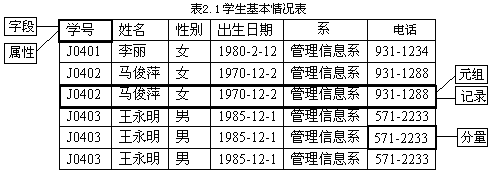 表2.1学生基本情况表
字段
属性
学号 姓名 性别 出生日期 系 电话
J0401 李丽 女 1980-2-12 管理信息系 931-1234
J0402 马俊萍 女 1970-12-2 管理信息系 931-1288
J0402 马俊萍 女 1970-12-2 管理信息系 931-1288
J0403 王永明 男 1985-12-1 管理信息系 571-2233
J0403 王永明 男 1985-12-1 管理信息系 571-2233
J0403 王永明 男 1985-12-1 管理信息系 571-2233
元组
记录
分量